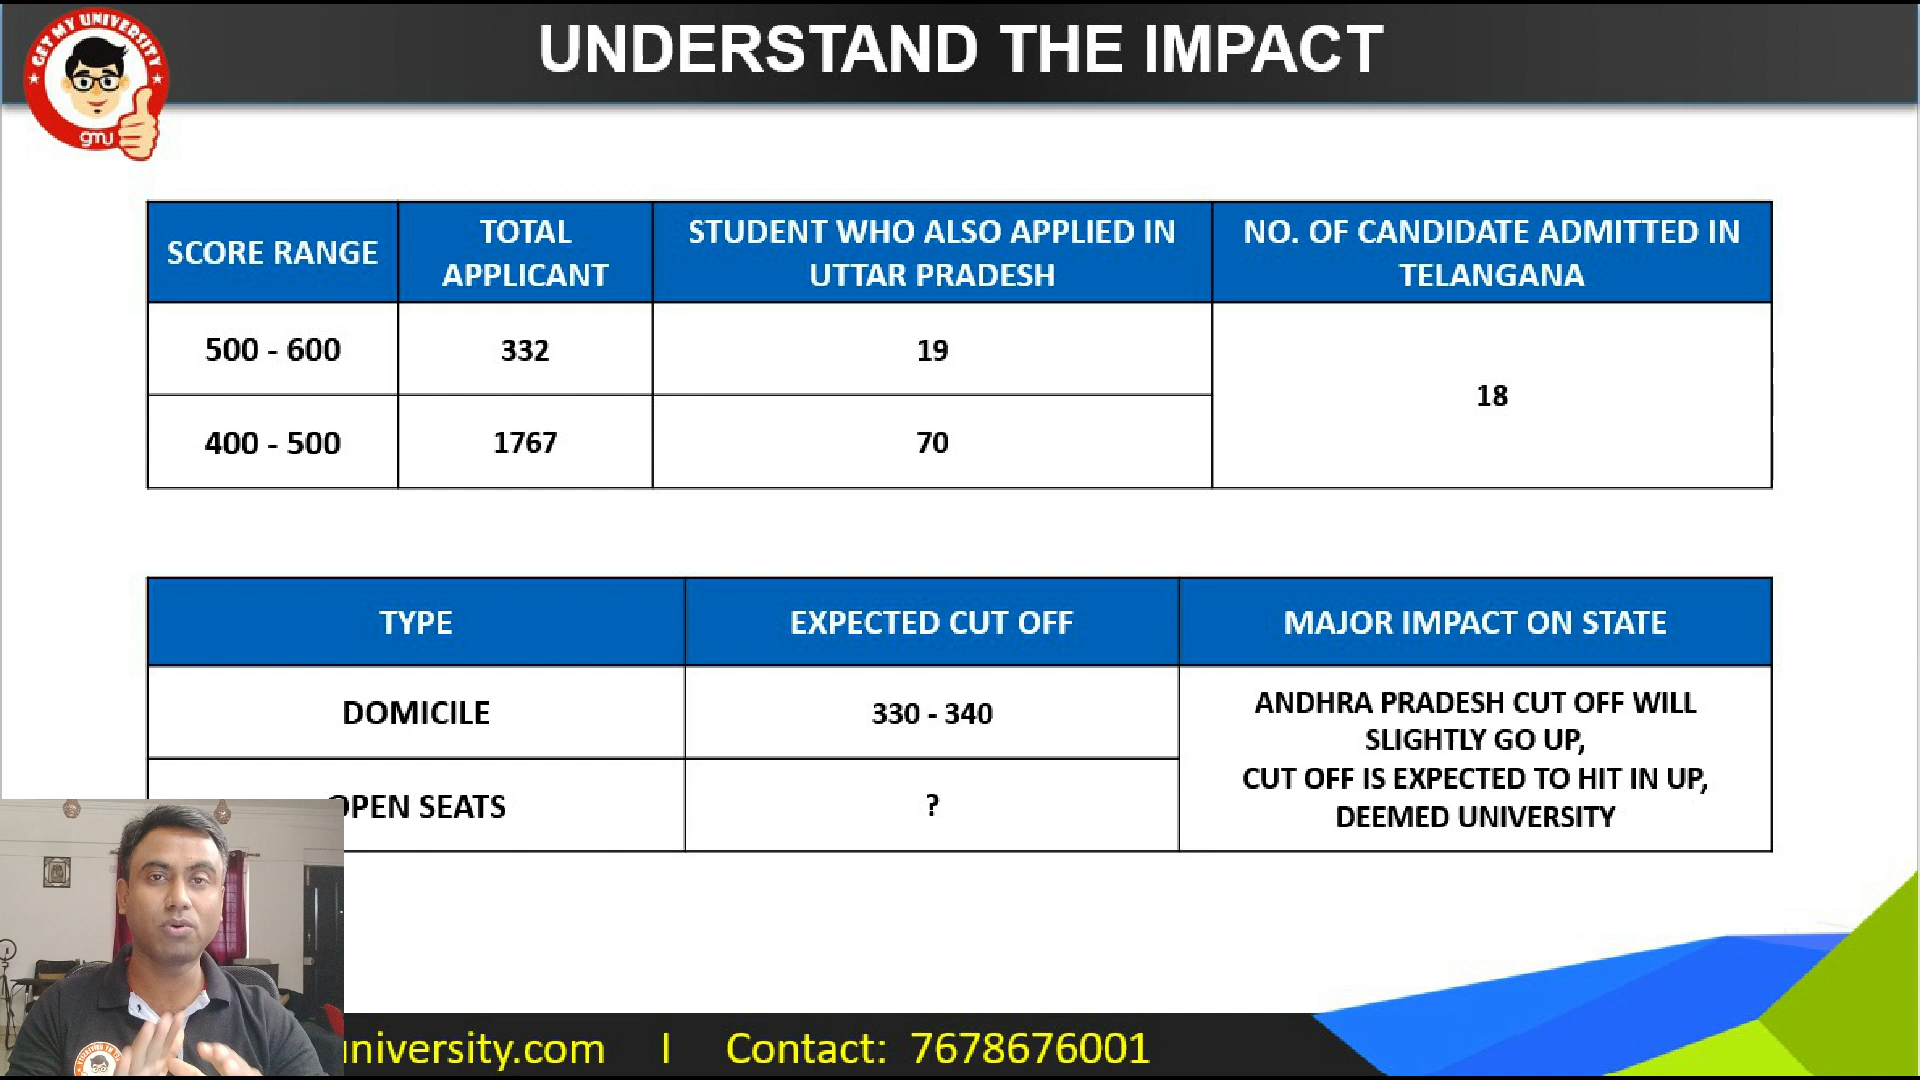 GET MY UNIVERSITY
gmu
UNDERSTAND THE IMPACT
SCORE RANGE
TOTAL
APPLICANT
STUDENT WHO ALSO APPLIED IN
UTTAR PRADESH
NO. OF CANDIDATE ADMITTED IN
TELANGANA
500 - 600
332
19
18
400 - 500
1767
70
TYPE
EXPECTED CUT OFF
MAJOR IMPACT ON STATE
DOMICILE
330 - 340
ANDHRA PRADESH CUT OFF WILL
SLIGHTLY GO UP,
CUT OFF IS EXPECTED TO HIT IN UP,
DEEMED UNIVERSITY
OPEN SEATS
?
university.com I Contact: 7678676001